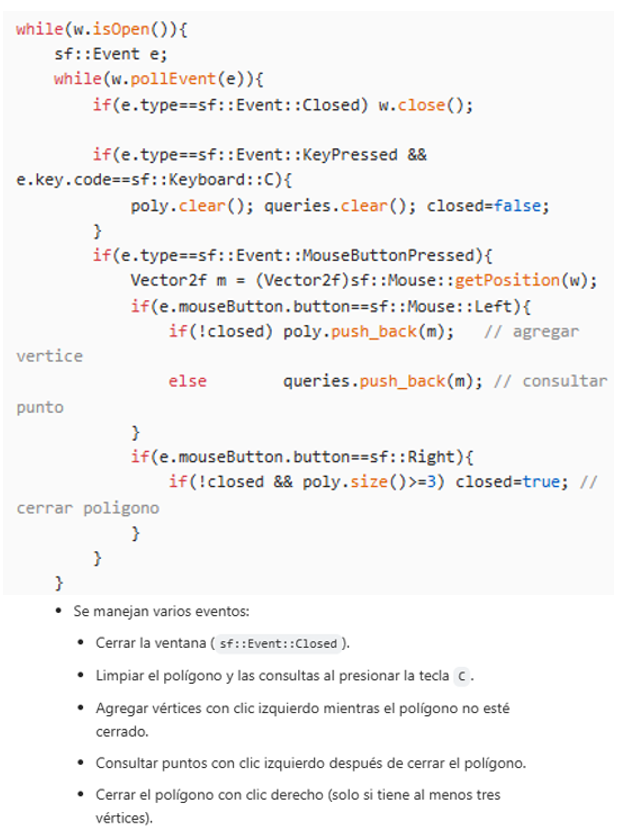 while(w.isOpen()){
    sf::Event e;
    while(w.pollEvent(e)){
        if(e.type==sf::Event::Closed) w.close();

        if(e.type==sf::Event::KeyPressed &&
e.key.code==sf::Keyboard::C){
            poly.clear(); queries.clear(); closed=false;
        }
        if(e.type==sf::Event::MouseButtonPressed){
            Vector2f m = (Vector2f)sf::Mouse::getPosition(w);
            if(e.mouseButton.button==sf::Mouse::Left){
                if(!closed) poly.push_back(m);   // agregar
vertice
                else        queries.push_back(m); // consultar
punto
            }
            if(e.mouseButton.button==sf::Right){
                if(!closed && poly.size()>=3) closed=true; //
cerrar poligono
            }
        }
    }
• Se manejan varios eventos:
• Cerrar la ventana ( sf::Event::Closed ).
• Limpiar el polígono y las consultas al presionar la tecla C .
• Agregar vértices con clic izquierdo mientras el polígono no esté
cerrado.
• Consultar puntos con clic izquierdo después de cerrar el polígono.
• Cerrar el polígono con clic derecho (solo si tiene al menos tres
vértices).